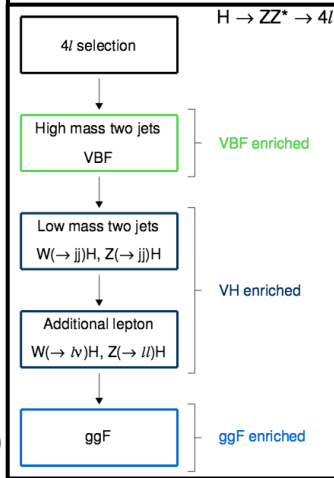 H → ZZ* → 4l
4l selection
High mass two jets
VBF
VBF enriched
Low mass two jets
W(→ jj)H, Z(→ jj)H
VH enriched
Additional lepton
W(→ lν)H, Z(→ ll)H
ggF
ggF enriched